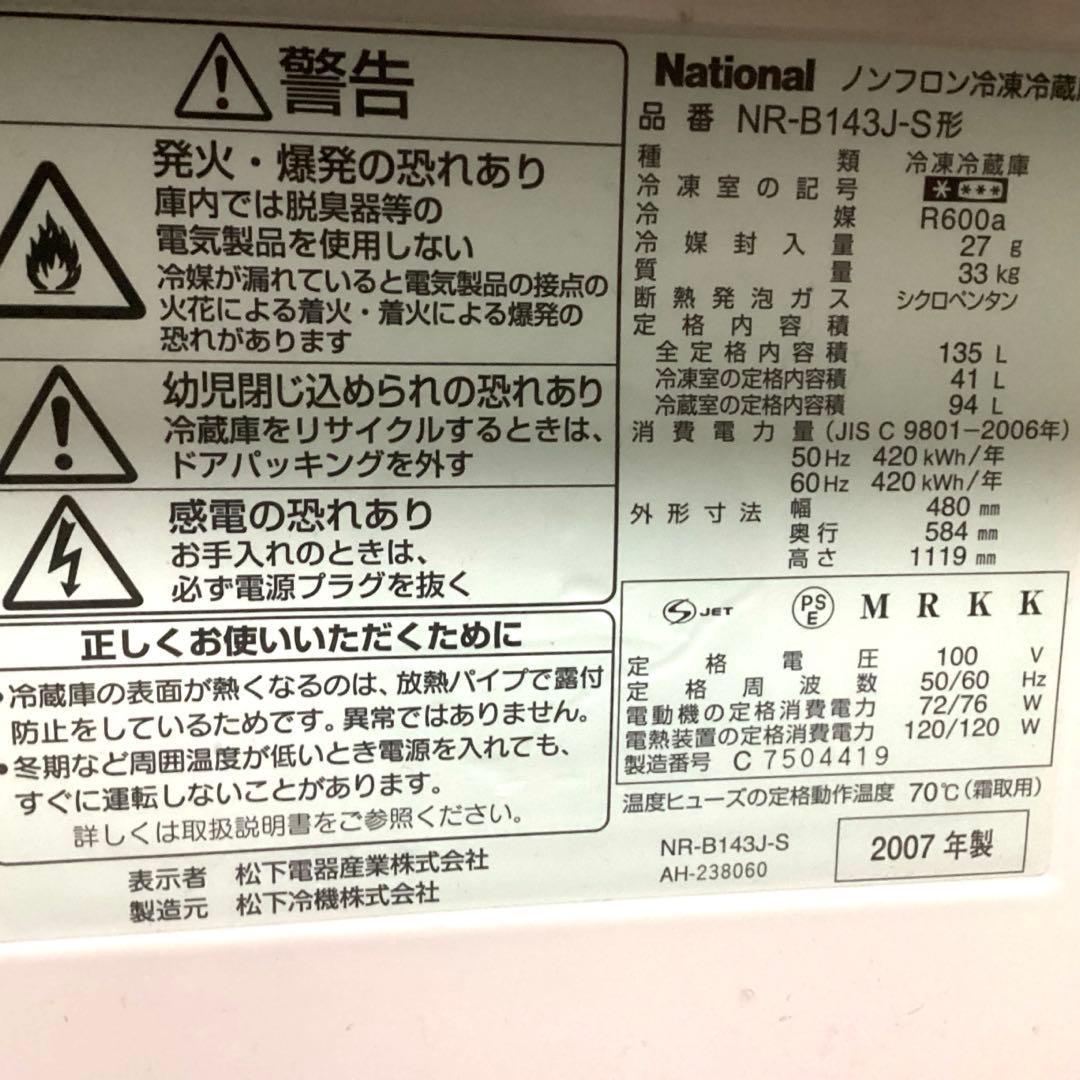 警告
発火・爆発の恐れあり
庫内では脱臭器等の
電気製品を使用しない
冷媒が漏れていると電気製品の接点の
火花による着火・着火による爆発の
恐れがあります
幼児閉じ込められの恐れあり
冷蔵庫をリサイクルするときは、
ドアパッキングを外す
感電の恐れあり
お手入れのときは、
必ず電源プラグを抜く
正しくお使いいただくために
・冷蔵庫の表面が熱くなるのは、放熱パイプで露付
防止をしているためです。異常ではありません。
・冬期など周囲温度が低いとき電源を入れても、
すぐに運転しないことがあります。
詳しくは取扱説明書をご参照ください。
表示者 松下電器産業株式会社
製造元 松下冷機株式会社
National ノンフロン冷凍冷蔵
品番 NR-B143J-S形
種類 冷凍冷蔵庫
冷凍室の記号 * ***
冷媒 R600a
冷媒封入量 27 g
質量 33 kg
断熱発泡ガス シクロペンタン
定格内容積
全定格内容積 135 L
冷凍室の定格内容積 41 L
冷蔵室の定格内容積 94 L
消費電力量 (JIS C 9801-2006年)
50Hz 420 kWh/年
60Hz 420 kWh/年
外形寸法 幅 480 mm
奥行 584 mm
高さ 1119 mm
S JET PSE M R K K
定格電圧 100 V
定格周波数 50/60 Hz
電動機の定格消費電力 72/76 W
電熱装置の定格消費電力 120/120 W
製造番号 C 7504419
温度ヒューズの定格動作温度 70℃(霜取用)
NR-B143J-S
AH-238060
2007 年製